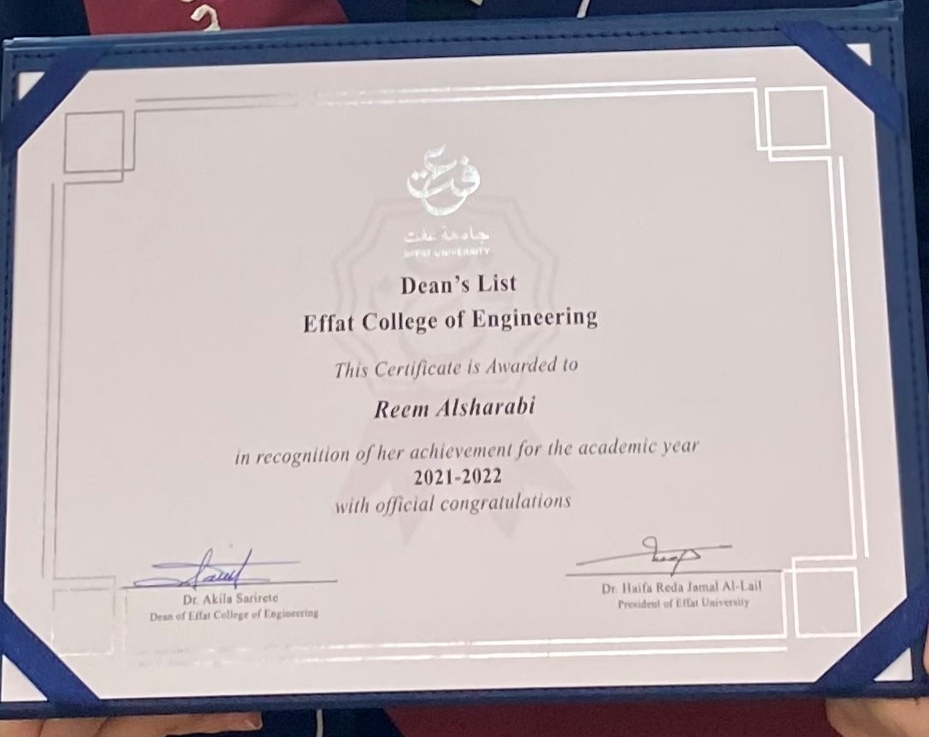 جامعة عفت
EFFAT UNIVERSITY
Dean's List
Effat College of Engineering
This Certificate is Awarded to
Reem Alsharabi
in recognition of her achievement for the academic year
2021-2022
with official congratulations
Dr. Akila Sarirete
Dean of Effat College of Engineering
Dr. Haifa Reda Jamal Al-Lail
President of Effat University